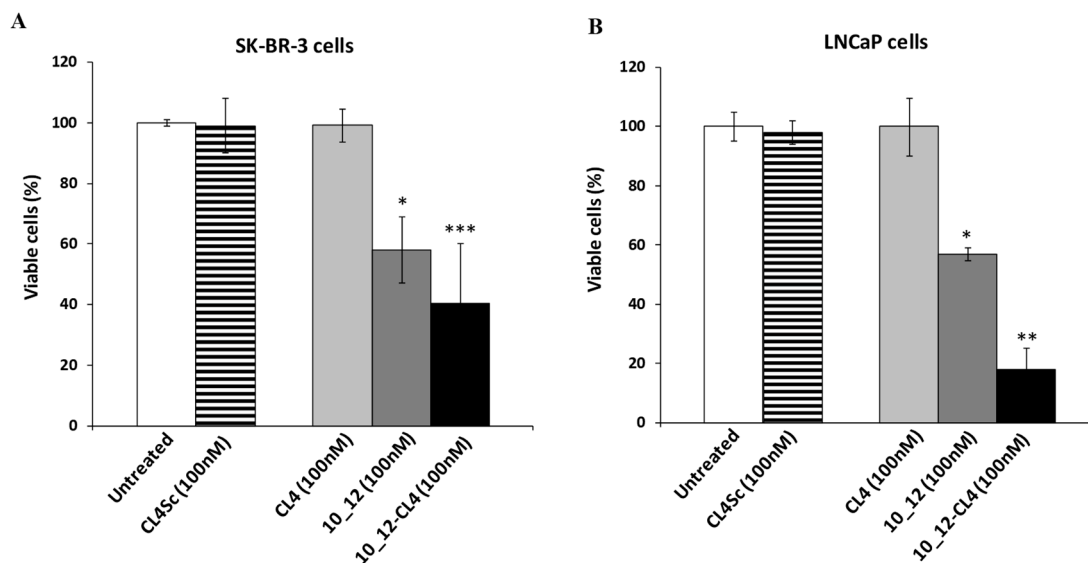 A
SK-BR-3 cells
Viable cells (%)
120
100
80
60
40
20
0
*
***
Untreated
CL4Sc (100nM)
CL4 (100nM)
10_12 (100nM)
10_12-CL4 (100nM)
B
LNCaP cells
Viable cells (%)
120
100
80
60
40
20
0
*
**
Untreated
CL4Sc (100nM)
CL4 (100nM)
10_12 (100nM)
10_12-CL4 (100nM)